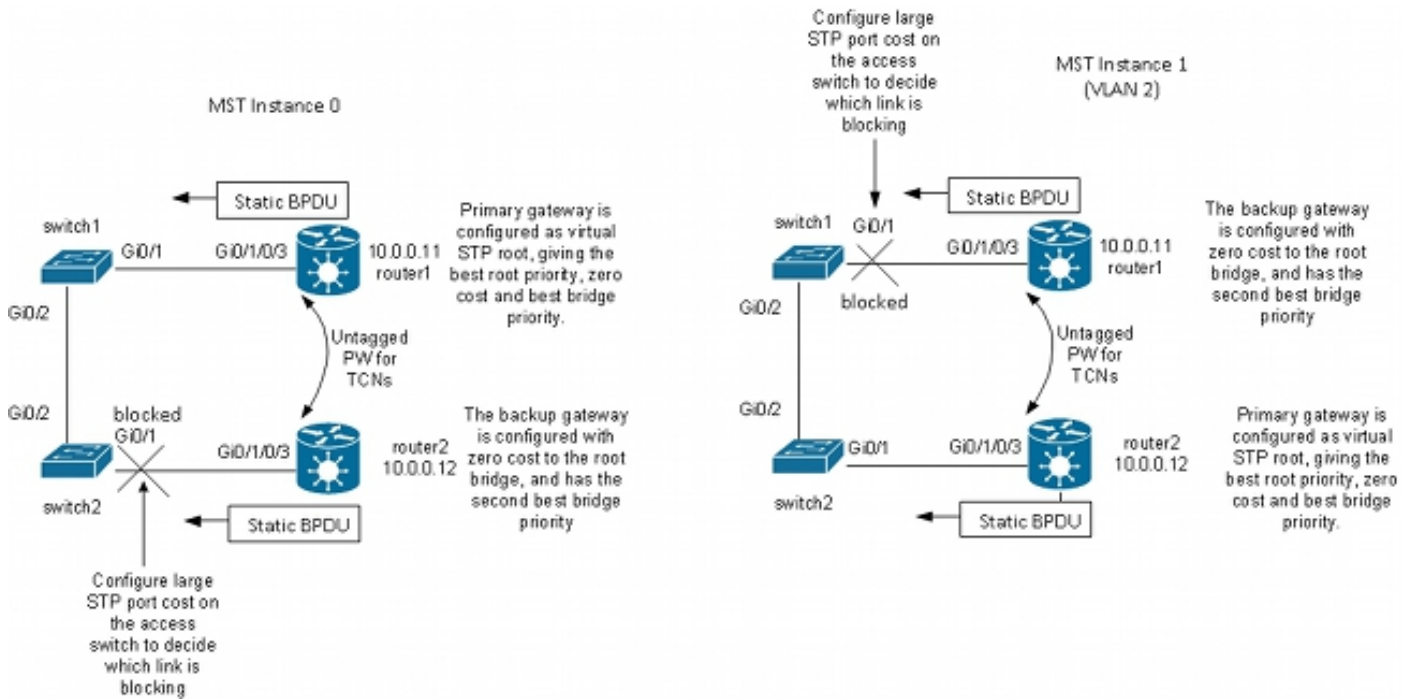 MST Instance 0
Static BPDU
switch1
Gi0/1
Gi0/1/0/3
10.0.0.11
router1
Primary gateway is
configured as virtual
STP root, giving the
best root priority, zero
cost and best bridge
priority.
Gi0/2
Untagged
PW for
TCNs
Gi0/2
blocked
Gi0/1
Gi0/1/0/3
router2
10.0.0.12
The backup gateway
is configured with
zero cost to the root
bridge, and has the
second best bridge
priority
switch2
Static BPDU
Configure large
STP port cost on
the access
switch to decide
which link is
blocking
Configure large
STP port cost on
the access
switch to decide
which link is
blocking
MST Instance 1
(VLAN 2)
Static BPDU
switch1
Gi0/1
Gi0/1/0/3
10.0.0.11
router1
The backup gateway
is configured with
zero cost to the root
bridge, and has the
second best bridge
priority
blocked
Gi0/2
Untagged
PW for
TCNs
Gi0/2
Gi0/1
Gi0/1/0/3
router2
10.0.0.12
Primary gateway is
configured as virtual
STP root, giving the
best root priority, zero
cost and best bridge
priority.
switch2
Static BPDU